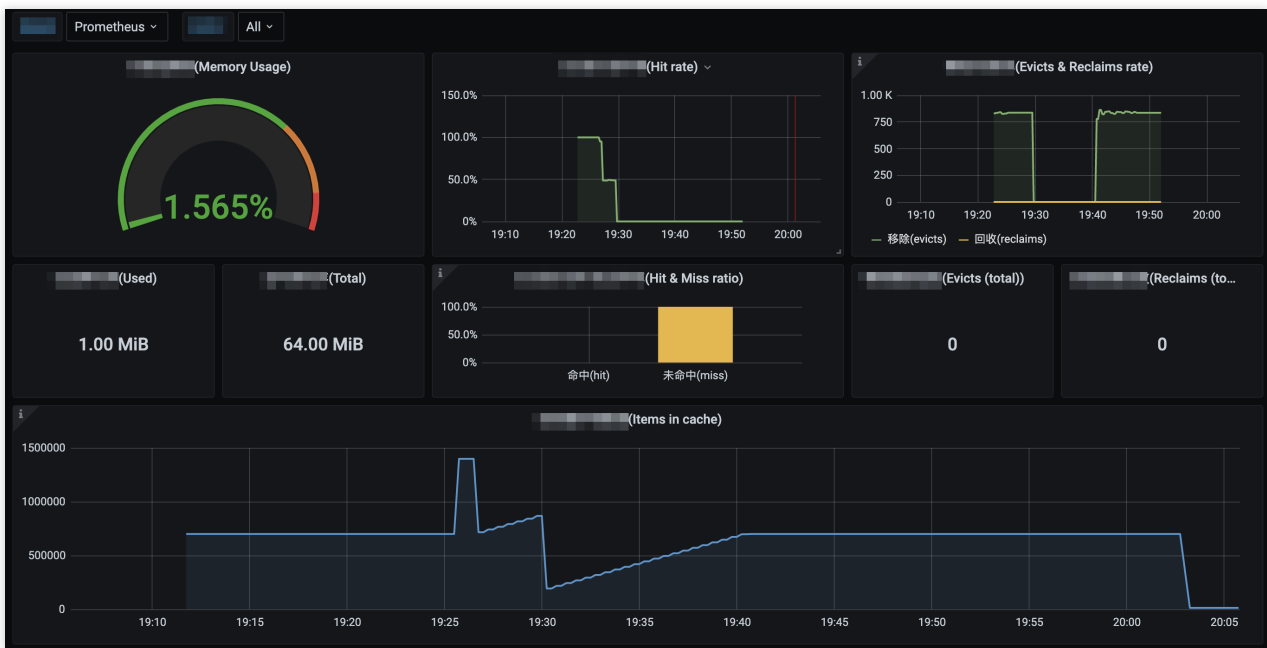 Prometheus All
(Memory Usage)
1.565%
(Hit rate)
150.0%
100.0%
50.0%
0%
19:10 19:20 19:30 19:40 19:50 20:00
(Evicts & Reclaims rate)
1.00 K
750
500
250
0
19:10 19:20 19:30 19:40 19:50 20:00
移除(evicts) 回收(reclaims)
(Used)
1.00 MiB
(Total)
64.00 MiB
(Hit & Miss ratio)
100.0%
50.0%
0%
命中(hit) 未命中(miss)
(Evicts (total))
0
(Reclaims (to...
0
(Items in cache)
1500000
1000000
500000
0
19:10 19:15 19:20 19:25 19:30 19:35 19:40 19:45 19:50 19:55 20:00 20:05